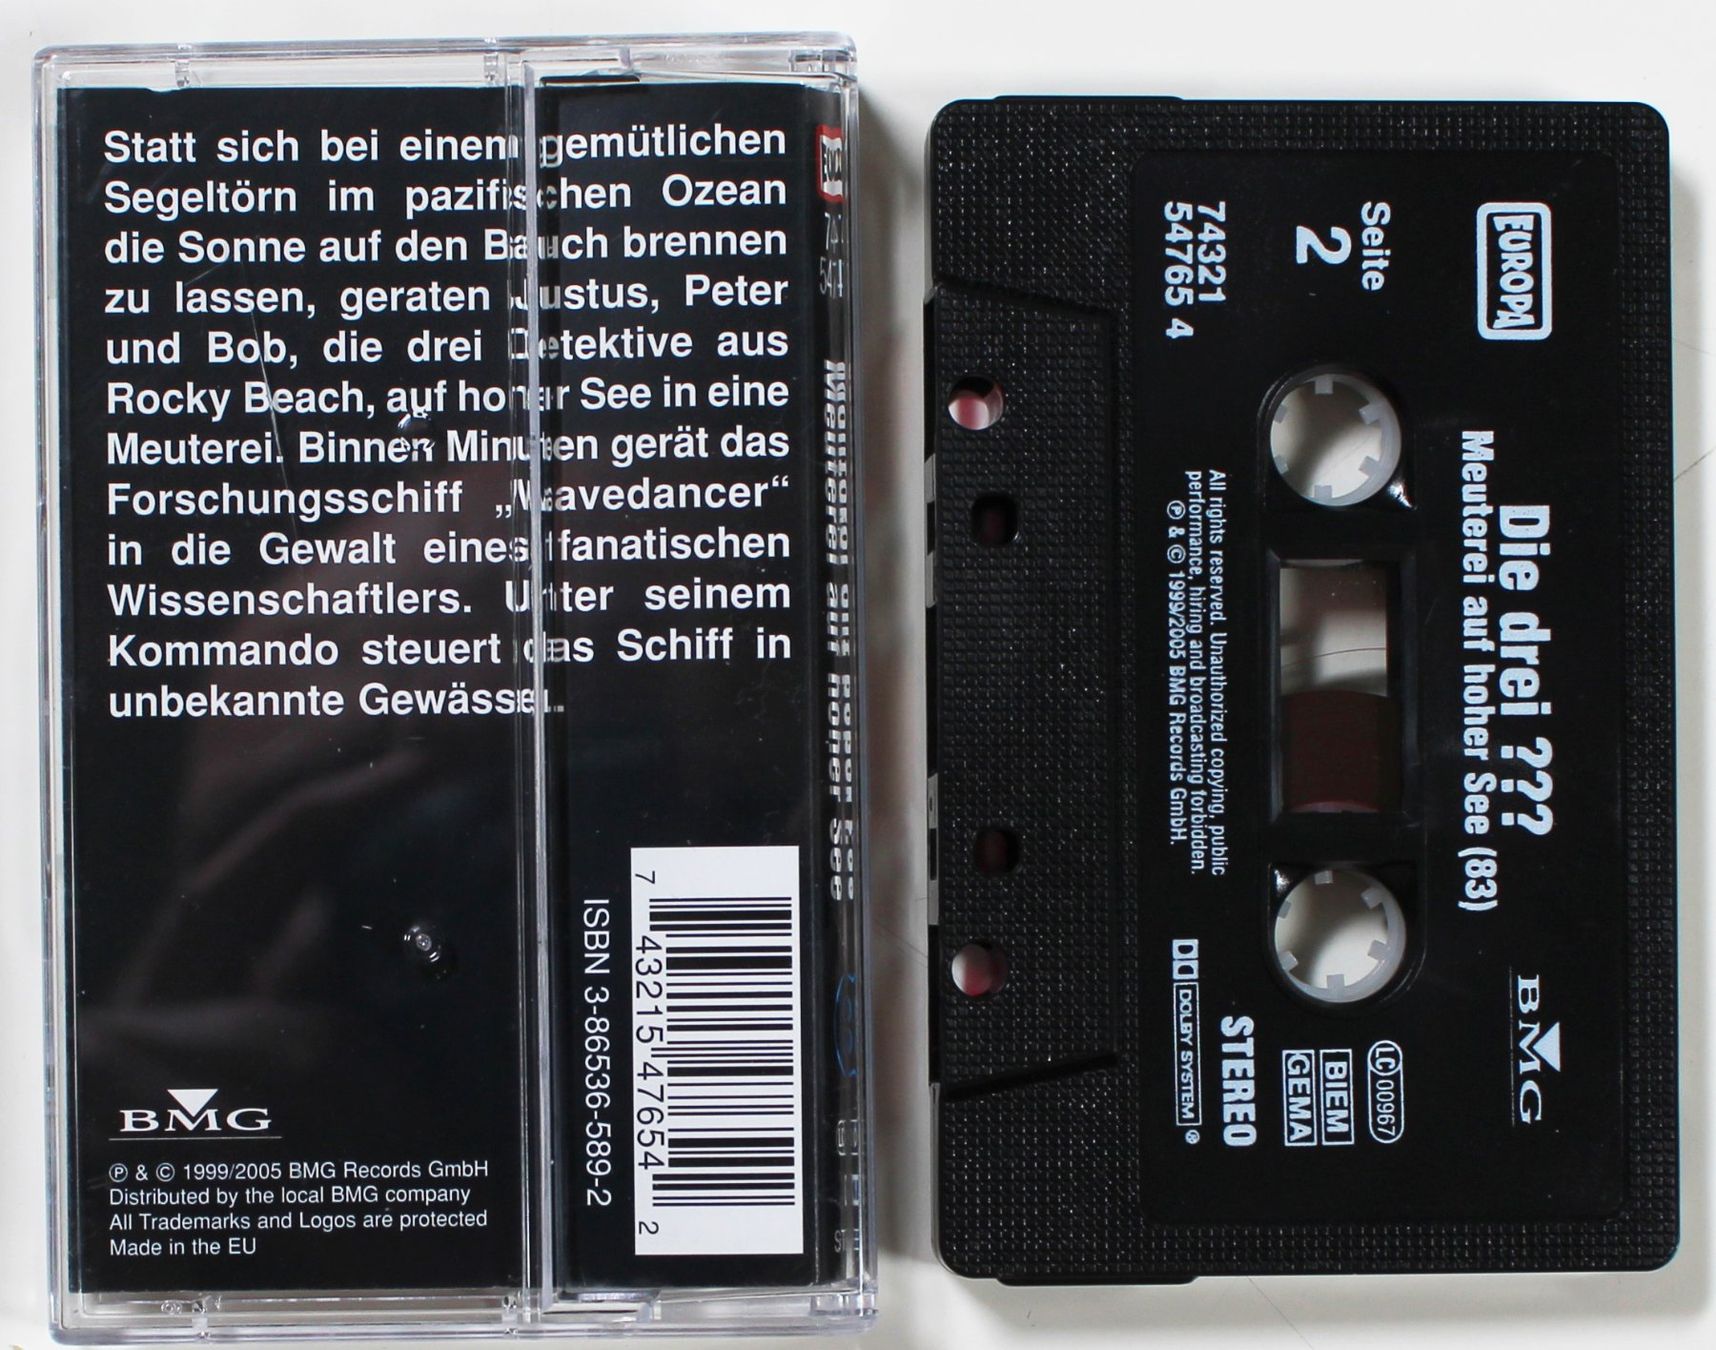 Statt sich bei einem gemütlichen
Segeltörn im pazifischen Ozean
die Sonne auf den Bauch brennen
zu lassen, geraten Justus, Peter
und Bob, die drei Detektive aus
Rocky Beach, auf hoher See in eine
Meuterei. Binnen Minuten gerät das
Forschungsschiff „Wavedancer“
in die Gewalt eines fanatischen
Wissenschaftlers. Unter seinem
Kommando steuert das Schiff in
unbekannte Gewässer...
BMG
℗ & © 1999/2005 BMG Records GmbH
Distributed by the local BMG company
All Trademarks and Logos are protected
Made in the EU
ISBN 3-86536-589-2
7 43215 47654 2
Meuterei auf hoher See
EUROPA
Seite
2
74321
54765 4
Die drei ???
Meuterei auf hoher See (83)
BMG
All rights reserved. Unauthorized copying, public
performance, hiring and broadcasting forbidden.
℗ & © 1999/2005 BMG Records GmbH.
DOLBY SYSTEM ®
STEREO
LC 00967
BIEM
GEMA